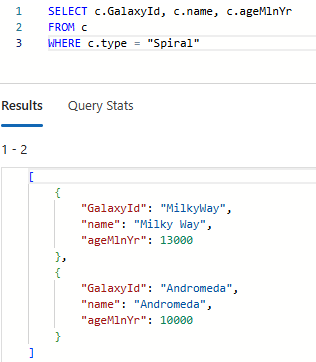 1 SELECT c.GalaxyId, c.name, c.ageMlnYr
2 FROM c
3 WHERE c.type = "Spiral"
Results Query Stats
1 - 2
[
{
"GalaxyId": "MilkyWay",
"name": "Milky Way",
"ageMlnYr": 13000
},
{
"GalaxyId": "Andromeda",
"name": "Andromeda",
"ageMlnYr": 10000
}
]